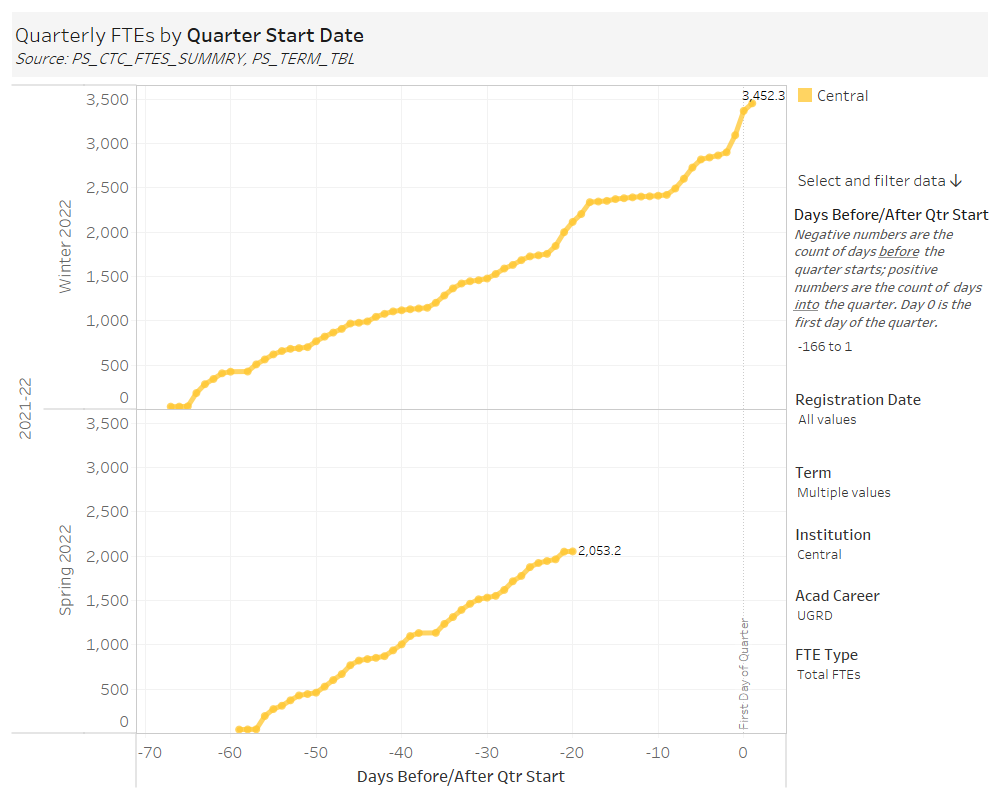 Quarterly FTEs by Quarter Start Date
Source: PS_CTC_FTES_SUMMRY, PS_TERM_TBL
2021-22
Winter 2022
3,500
3,000
2,500
2,000
1,500
1,000
500
0
3,452.3
Spring 2022
3,500
3,000
2,500
2,000
1,500
1,000
500
0
2,053.2
First Day of Quarter
-70 -60 -50 -40 -30 -20 -10 0
Days Before/After Qtr Start
Central
Select and filter data ↓
Days Before/After Qtr Start
Negative numbers are the
count of days before the
quarter starts; positive
numbers are the count of days
into the quarter. Day 0 is the
first day of the quarter.
-166 to 1
Registration Date
All values
Term
Multiple values
Institution
Central
Acad Career
UGRD
FTE Type
Total FTEs